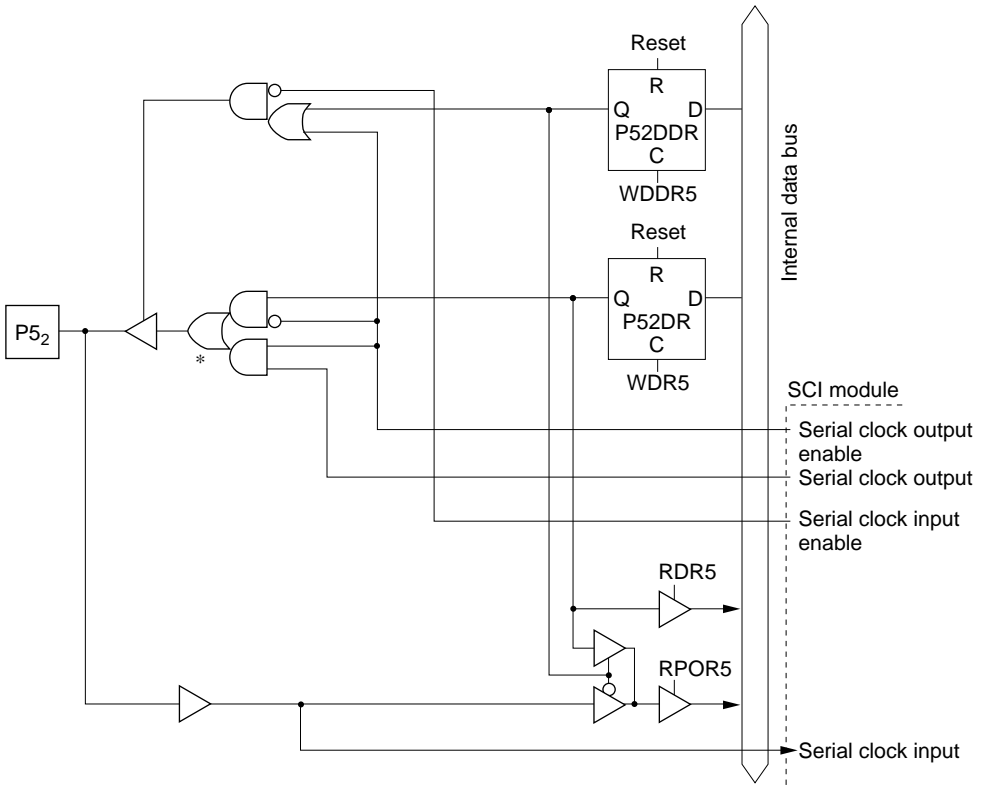 Reset
R
Q D
P52DDR
C
WDDR5
Internal data bus
Reset
R
Q D
P52DR
C
WDR5
P5₂
*
SCI module
Serial clock output
enable
Serial clock output
Serial clock input
enable
RDR5
RPOR5
Serial clock input